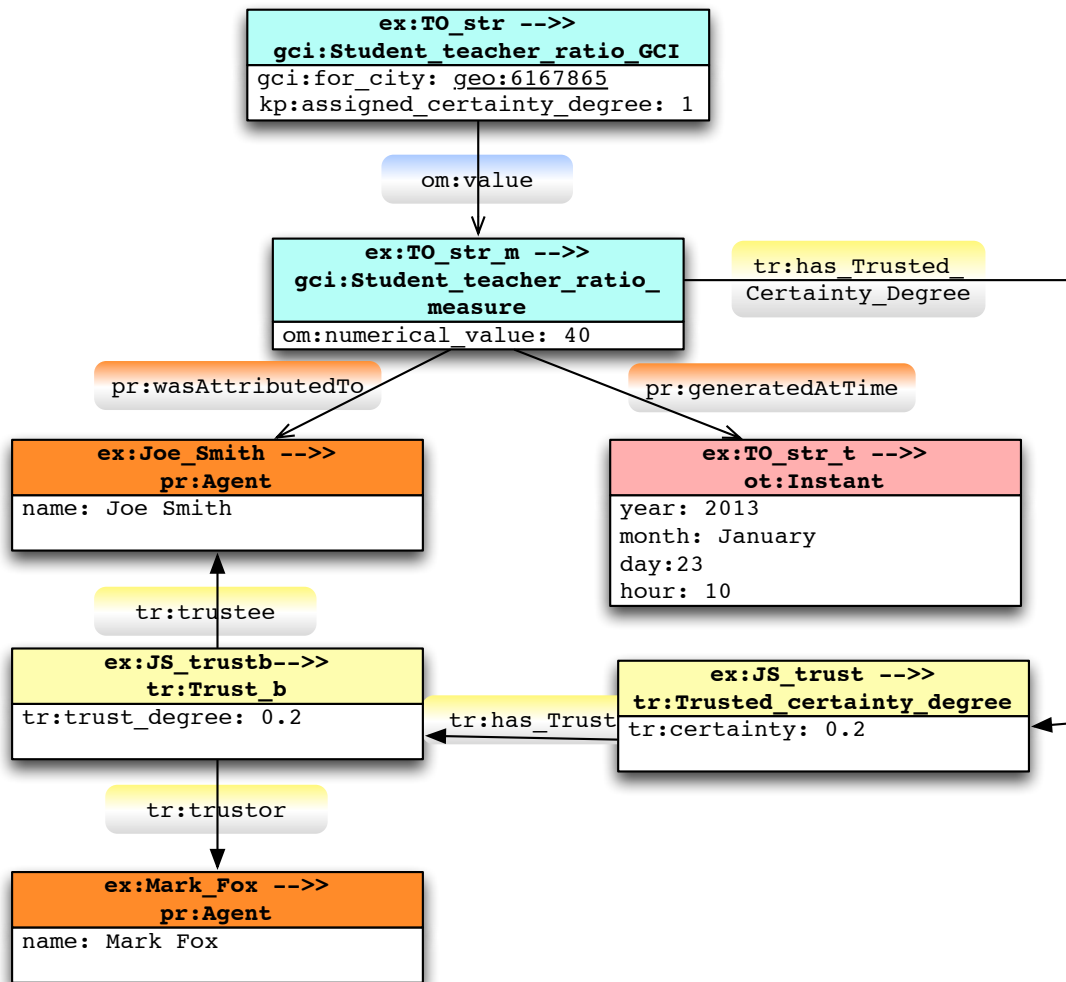 ex:TO_str -->>
gci:Student_teacher_ratio_GCI
gci:for_city: geo:6167865
kp:assigned_certainty_degree: 1
om:value
ex:TO_str_m -->>
gci:Student_teacher_ratio_
measure
om:numerical_value: 40
tr:has_Trusted_
Certainty_Degree
pr:wasAttributedTo
pr:generatedAtTime
ex:Joe_Smith -->>
pr:Agent
name: Joe Smith
ex:TO_str_t -->>
ot:Instant
year: 2013
month: January
day:23
hour: 10
tr:trustee
ex:JS_trustb-->>
tr:Trust_b
tr:trust_degree: 0.2
tr:has_Trust
ex:JS_trust -->>
tr:Trusted_certainty_degree
tr:certainty: 0.2
tr:trustor
ex:Mark_Fox -->>
pr:Agent
name: Mark Fox